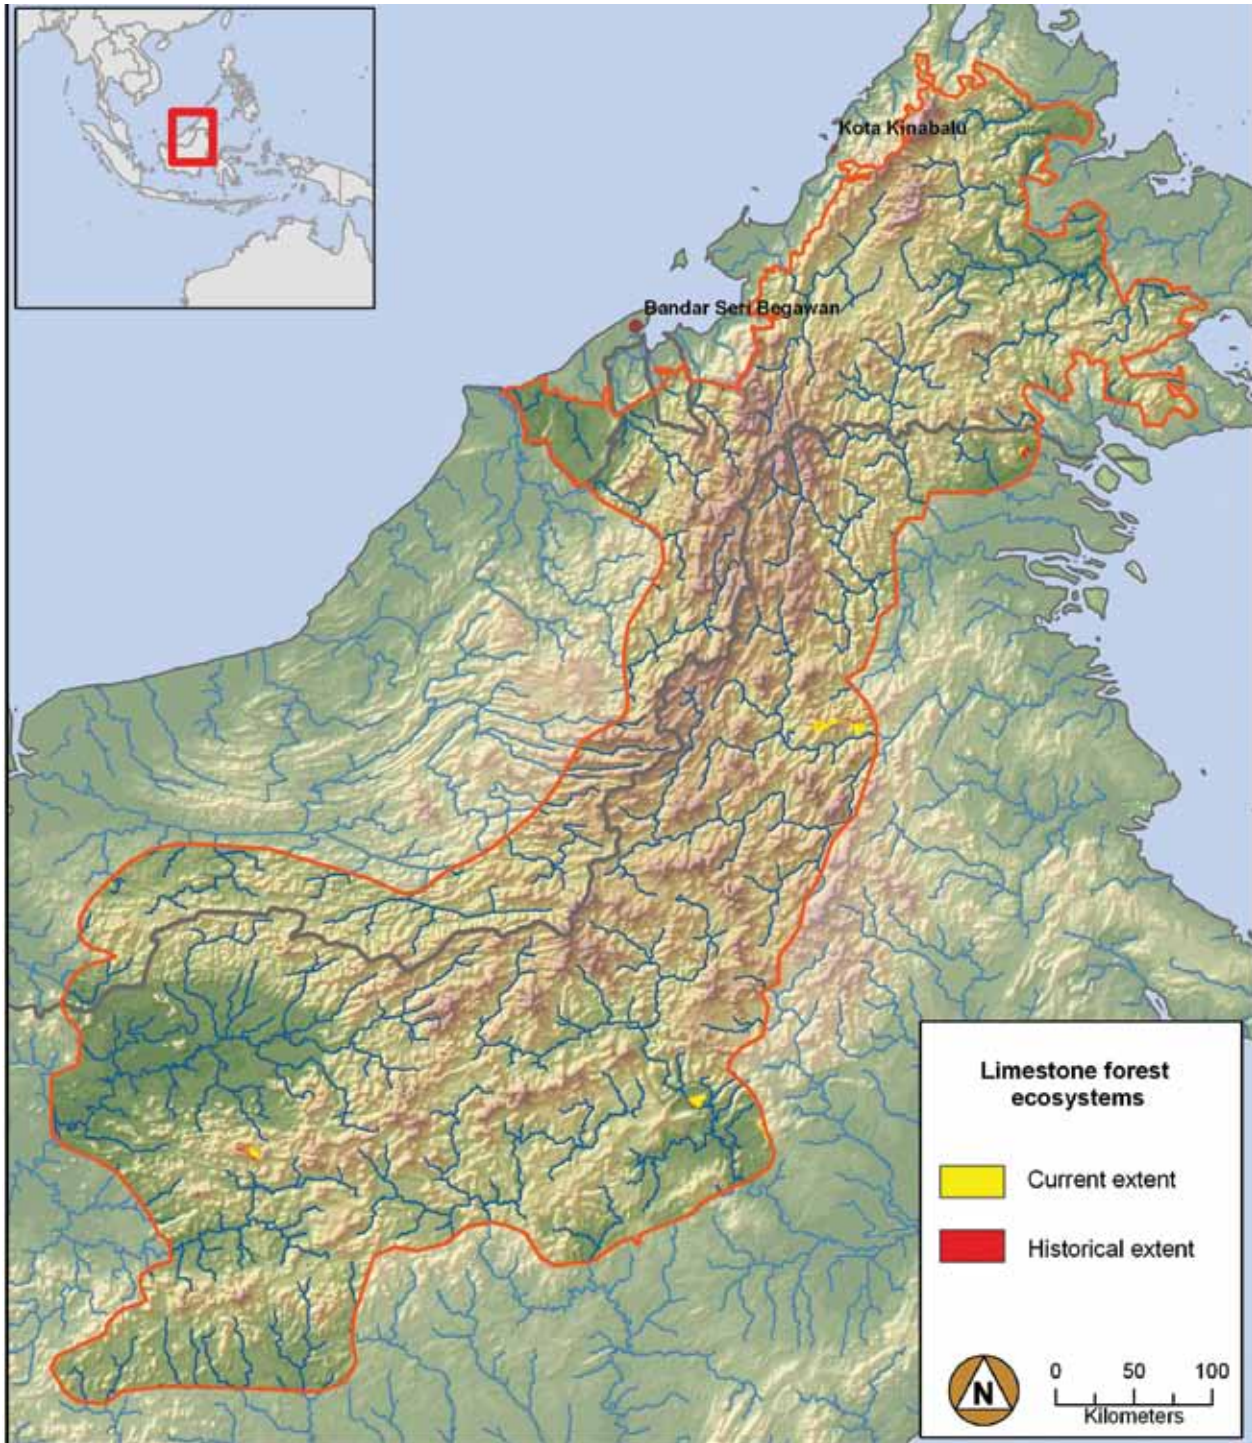 Kota Kinabalu
Bandar Seri Begawan
Limestone forest
ecosystems
Current extent
Historical extent
N
0 50 100
Kilometers